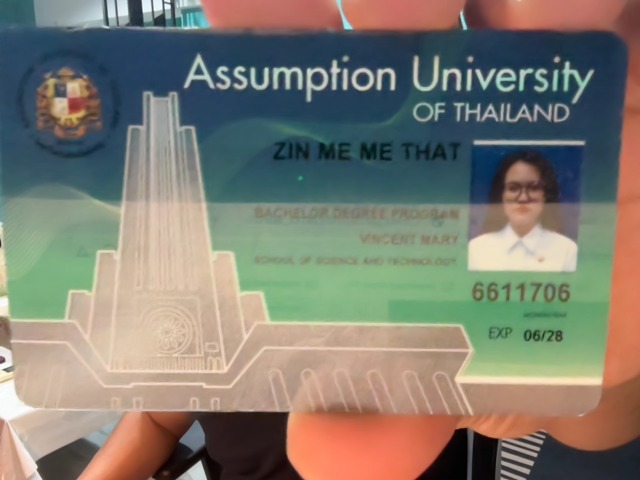 Assumption University
OF THAILAND
ZIN ME ME THAT
BACHELOR DEGREE PROGRAM
VINCENT MARY
SCHOOL OF SCIENCE AND TECHNOLOGY
6611706
EXP 06/28